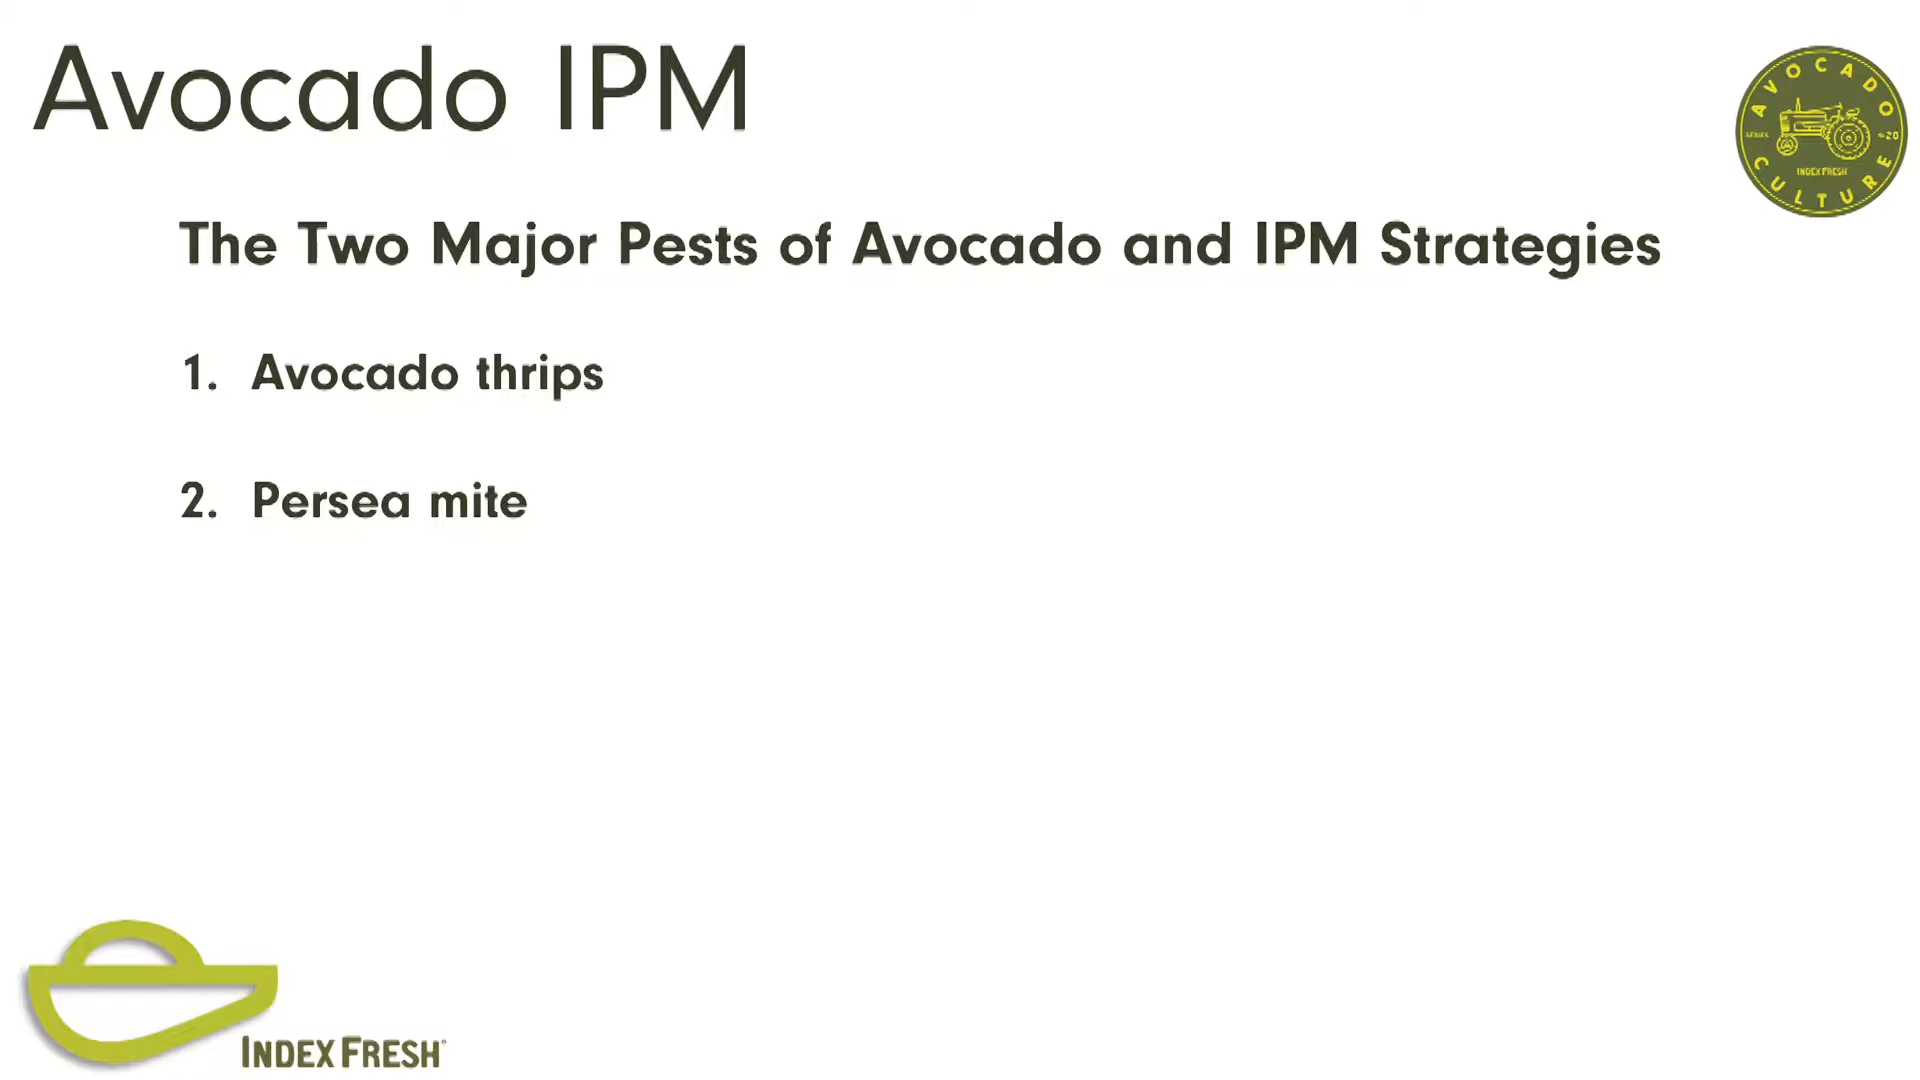 Avocado IPM
AVOCADO
SERIES
INDEX FRESH
CULTURE
The Two Major Pests of Avocado and IPM Strategies
1. Avocado thrips
2. Persea mite
INDEX FRESH